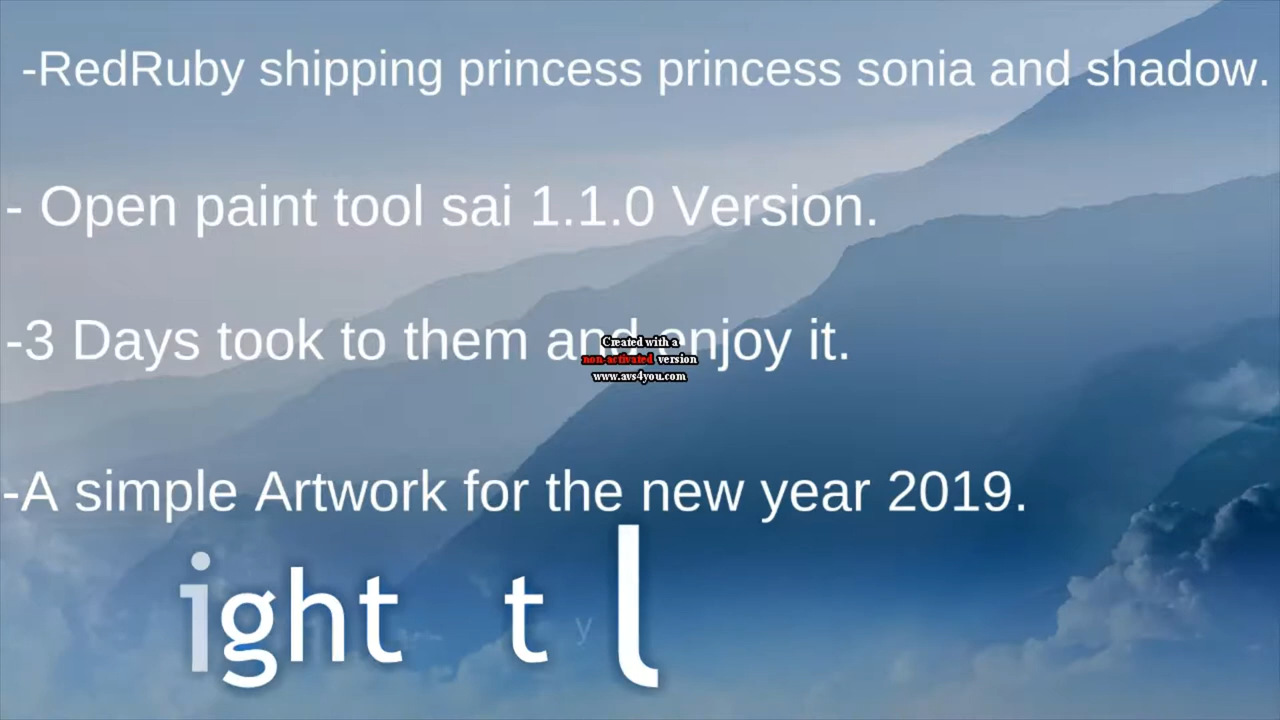 -RedRuby shipping princess princess sonia and shadow.
- Open paint tool sai 1.1.0 Version.
-3 Days took to them and enjoy it.
Created with a
non-activated version
www.avs4you.com
-A simple Artwork for the new year 2019.
ight t y l